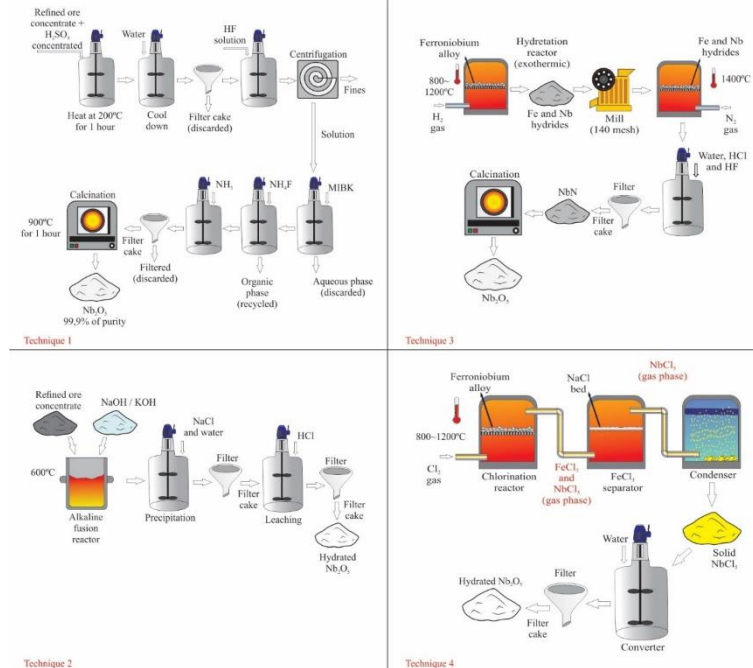 Refined ore
concentrate +
H₂SO₄
concentrated
Water
HF
solution
Centrifugation
Fines
Heat at 200ºC
for 1 hour
Cool
down
Filter cake
(discarded)
Solution
Calcination
NH₃
NH₄F
MIBK
900ºC
for 1 hour
Filter
cake
Filtered
(discarded)
Organic
phase
(recycled)
Aqueous phase
(discarded)
Nb₂O₅
99,9% of purity
Technique 1
Ferroniobium
alloy
Hydretation
reactor
(exothermic)
Fe and Nb
hydrides
800~
1200ºC
1400ºC
H₂
gas
Fe and Nb
hydrides
Mill
(140 mesh)
N₂
gas
Water, HCl
and HF
Calcination
NbN
Filter
Filter
cake
Nb₂O₅
Technique 3
Refined ore
concentrate
NaOH / KOH
NaCl
and water
HCl
600ºC
Filter
Filter
Filter
cake
Filter
cake
Alkaline
fusion
reactor
Precipitation
Leaching
Hydrated
Nb₂O₅
Technique 2
NbCl₅
(gas phase)
Ferroniobium
alloy
NaCl
bed
800~1200ºC
Cl₂
gas
Chlorination
reactor
FeCl₃
and
NbCl₅
(gas phase)
FeCl₃
separator
Condenser
Solid
NbCl₅
Water
Hydrated Nb₂O₅
Filter
Filter
cake
Converter
Technique 4